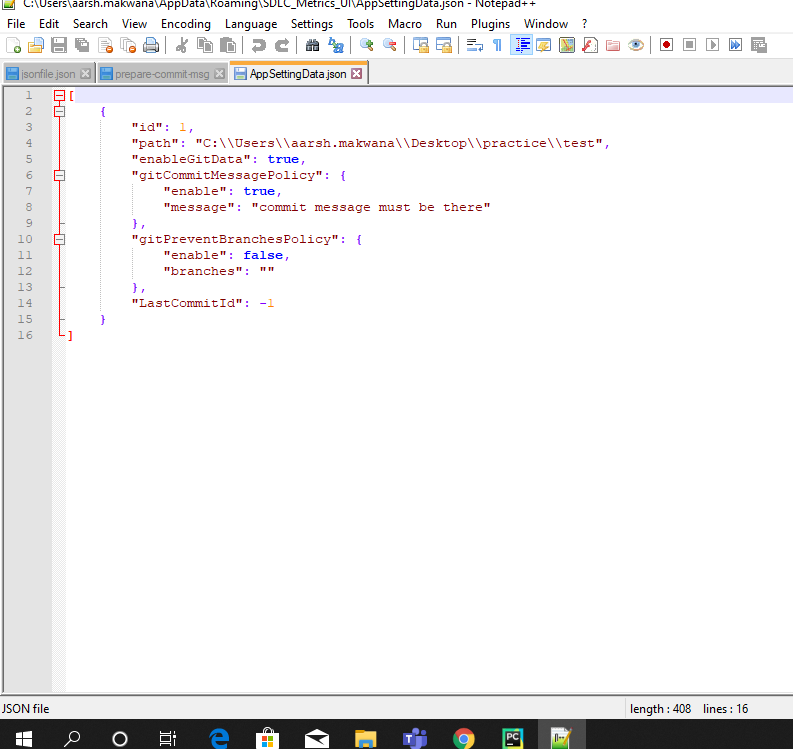 C:\Users\aarsh.makwana\AppData\Roaming\SDLC_Metrics_UI\AppSettingData.json - Notepad++
File Edit Search View Encoding Language Settings Tools Macro Run Plugins Window ?
jsonfile.json prepare-commit-msg AppSettingData.json
1 [
2 {
3 "id": 1,
4 "path": "C:\\Users\\aarsh.makwana\\Desktop\\practice\\test",
5 "enableGitData": true,
6 "gitCommitMessagePolicy": {
7 "enable": true,
8 "message": "commit message must be there"
9 },
10 "gitPreventBranchesPolicy": {
11 "enable": false,
12 "branches": ""
13 },
14 "LastCommitId": -1
15 }
16 ]
JSON file length : 408 lines : 16